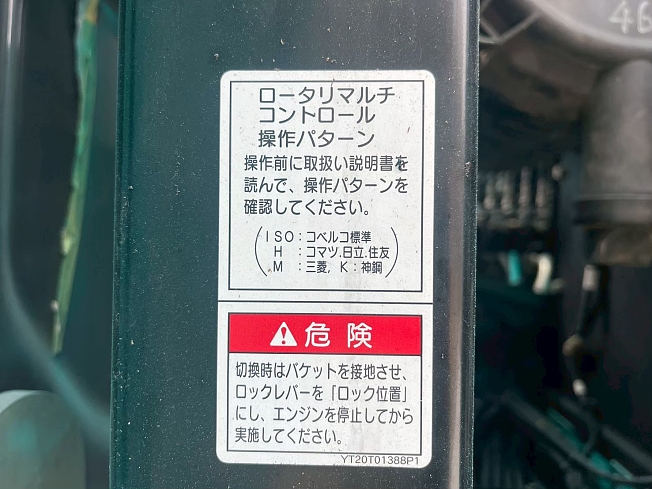 ロータリマルチ
コントロール
操作パターン
操作前に取扱い説明書を
読んで、操作パターンを
確認してください。
ISO：コベルコ標準
H：コマツ.日立.住友
M：三菱，K：神鋼
危険
切換時はバケットを接地させ、
ロックレバーを「ロック位置」
にし、エンジンを停止してから
実施してください。
YT20T01388P1
46